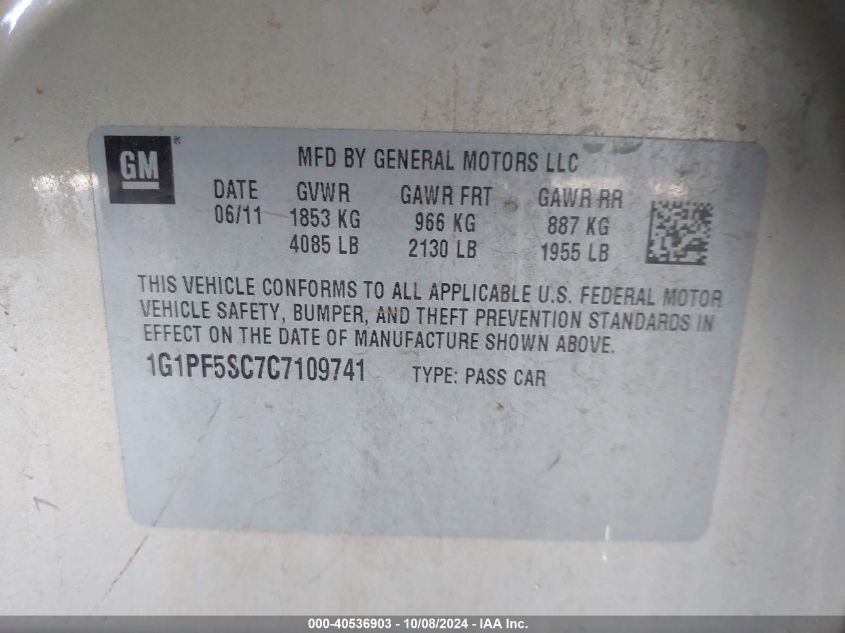 GM
MFD BY GENERAL MOTORS LLC
DATE GVWR GAWR FRT GAWR RR
06/11 1853 KG 966 KG 887 KG
4085 LB 2130 LB 1955 LB
THIS VEHICLE CONFORMS TO ALL APPLICABLE U.S. FEDERAL MOTOR
VEHICLE SAFETY, BUMPER, AND THEFT PREVENTION STANDARDS IN
EFFECT ON THE DATE OF MANUFACTURE SHOWN ABOVE.
1G1PF5SC7C7109741 TYPE: PASS CAR
000-40536903 - 10/08/2024 - IAA Inc.